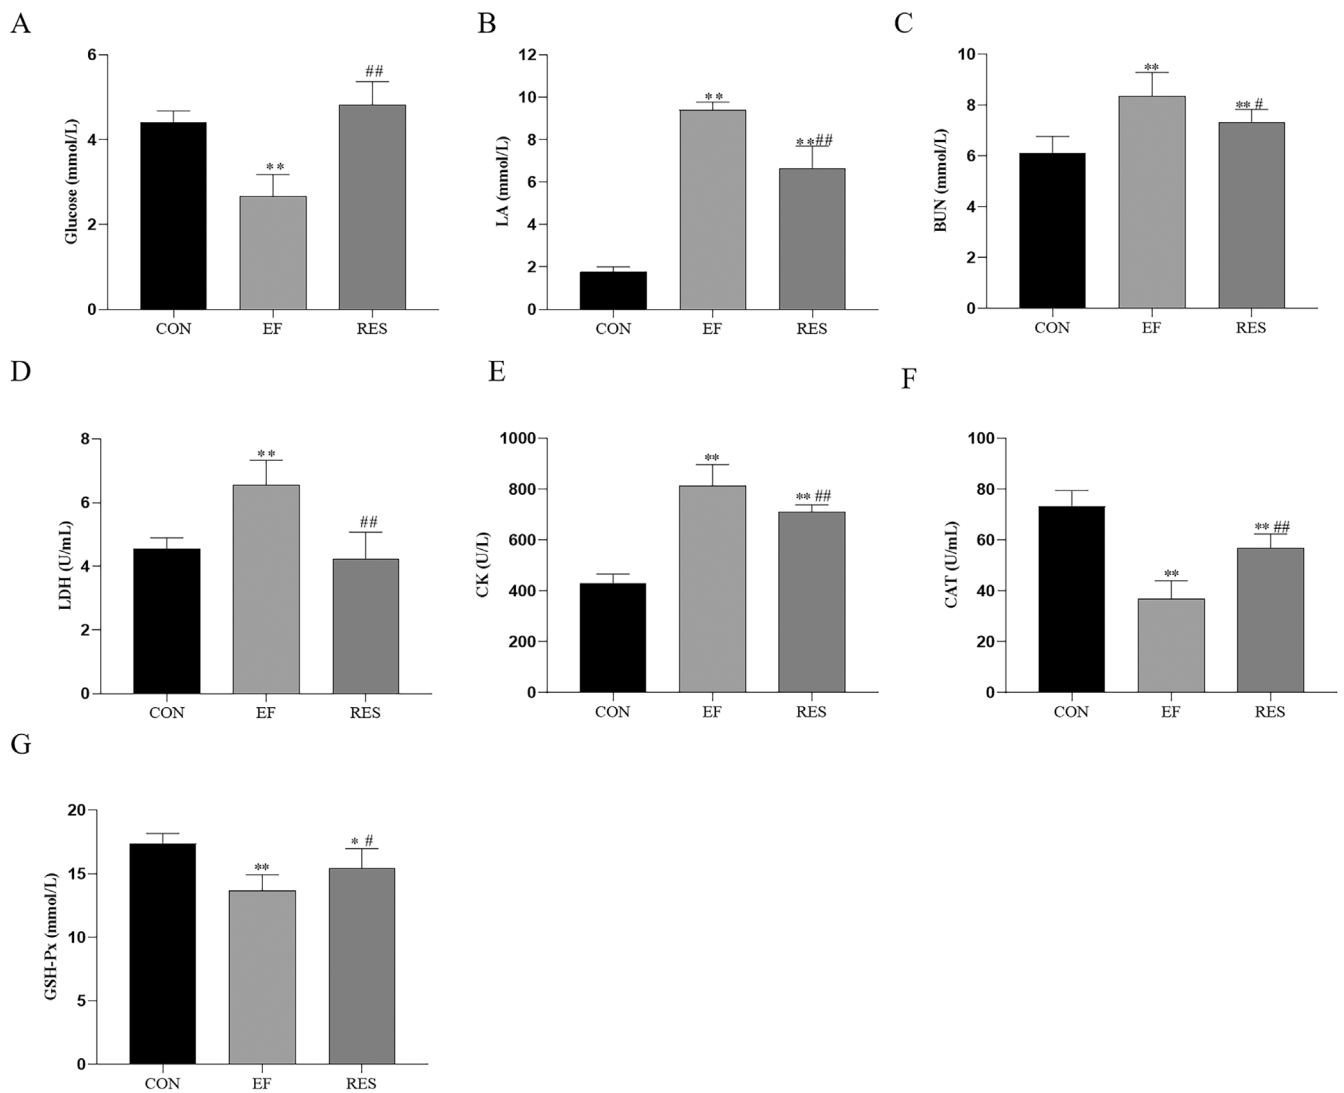 A
B
C
6
4
2
0
Glucose (mmol/L)
**
##
CON
EF
RES
12
10
8
6
4
2
0
LA (mmol/L)
**
**##
CON
EF
RES
10
8
6
4
2
0
BUN (mmol/L)
**
** #
CON
EF
RES
D
E
F
8
6
4
2
0
LDH (U/mL)
**
##
CON
EF
RES
1000
800
600
400
200
0
CK (U/L)
**
** ##
CON
EF
RES
100
80
60
40
20
0
CAT (U/mL)
**
** ##
CON
EF
RES
G
20
15
10
5
0
GSH-Px (mmol/L)
**
* #
CON
EF
RES